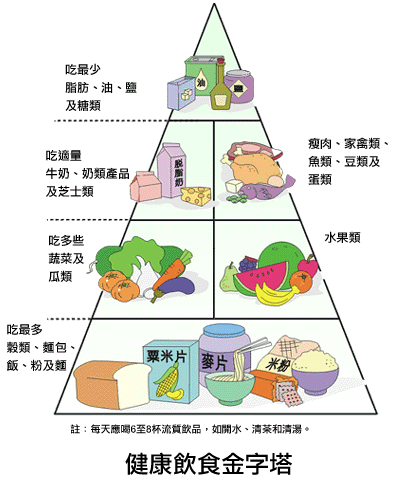 吃最少
脂肪、油、鹽
及糖類
油
鹽
吃適量
牛奶、奶類產品
及芝士類
脫脂奶
瘦肉、家禽類、
魚類、豆類及
蛋類
吃多些
蔬菜及
瓜類
水果類
吃最多
穀類、麵包、
飯、粉及麵
粟米片
麥片
米粉
註：每天應喝6至8杯流質飲品，如開水、清茶和清湯。
健康飲食金字塔